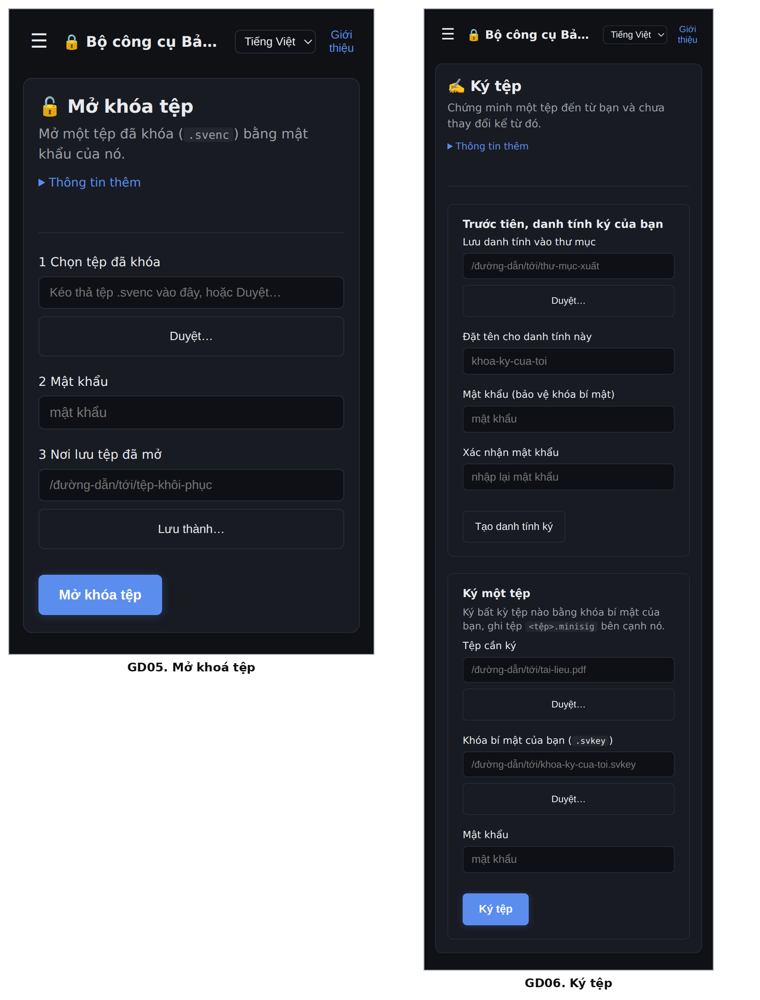 ☰ 🔒 Bộ công cụ Bả… Tiếng Việt Giới thiệu
🔓 Mở khóa tệp
Mở một tệp đã khóa (.svenc) bằng mật
khẩu của nó.
▶ Thông tin thêm
1 Chọn tệp đã khóa
Kéo thả tệp .svenc vào đây, hoặc Duyệt…
Duyệt…
2 Mật khẩu
mật khẩu
3 Nơi lưu tệp đã mở
/đường-dẫn/tới/tệp-khôi-phục
Lưu thành…
Mở khóa tệp
GD05. Mở khoá tệp
☰ 🔒 Bộ công cụ Bả… Tiếng Việt Giới thiệu
✍ Ký tệp
Chứng minh một tệp đến từ bạn và chưa
thay đổi kể từ đó.
▶ Thông tin thêm
Trước tiên, danh tính ký của bạn
Lưu danh tính vào thư mục
/đường-dẫn/tới/thư-mục-xuất
Duyệt…
Đặt tên cho danh tính này
khoa-ky-cua-toi
Mật khẩu (bảo vệ khóa bí mật)
mật khẩu
Xác nhận mật khẩu
nhập lại mật khẩu
Tạo danh tính ký
Ký một tệp
Ký bất kỳ tệp nào bằng khóa bí mật của
bạn, ghi tệp <tệp>.minisig bên cạnh nó.
Tệp cần ký
/đường-dẫn/tới/tai-lieu.pdf
Duyệt…
Khóa bí mật của bạn (.svkey)
/đường-dẫn/tới/khoa-ky-cua-toi.svkey
Duyệt…
Mật khẩu
mật khẩu
Ký tệp
GD06. Ký tệp